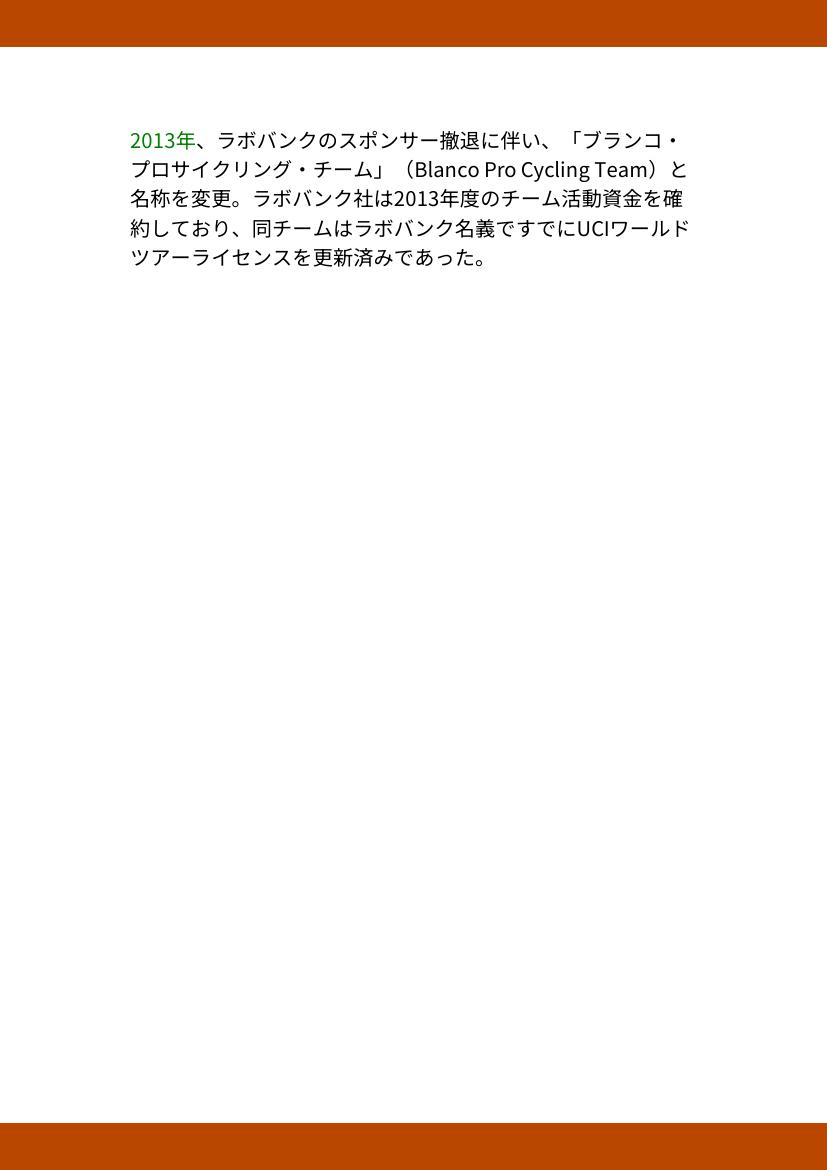 2013年、ラボバンクのスポンサー撤退に伴い、「ブランコ・
プロサイクリング・チーム」（Blanco Pro Cycling Team）と
名称を変更。ラボバンク社は2013年度のチーム活動資金を確
約しており、同チームはラボバンク名義ですでにUCIワールド
ツアーライセンスを更新済みであった。